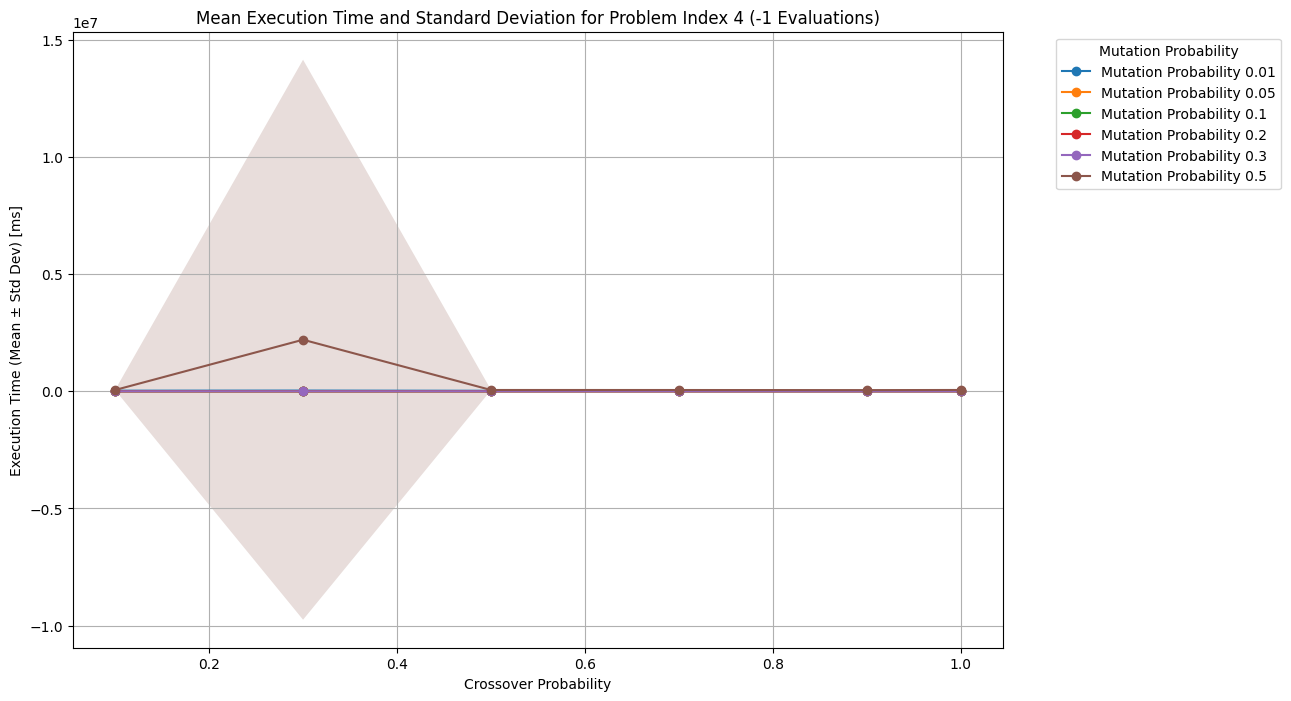 Mean Execution Time and Standard Deviation for Problem Index 4 (-1 Evaluations)
1e7
1.5
1.0
0.5
0.0
−0.5
−1.0
Execution Time (Mean ± Std Dev) [ms]
0.2
0.4
0.6
0.8
1.0
Crossover Probability
Mutation Probability
Mutation Probability 0.01
Mutation Probability 0.05
Mutation Probability 0.1
Mutation Probability 0.2
Mutation Probability 0.3
Mutation Probability 0.5